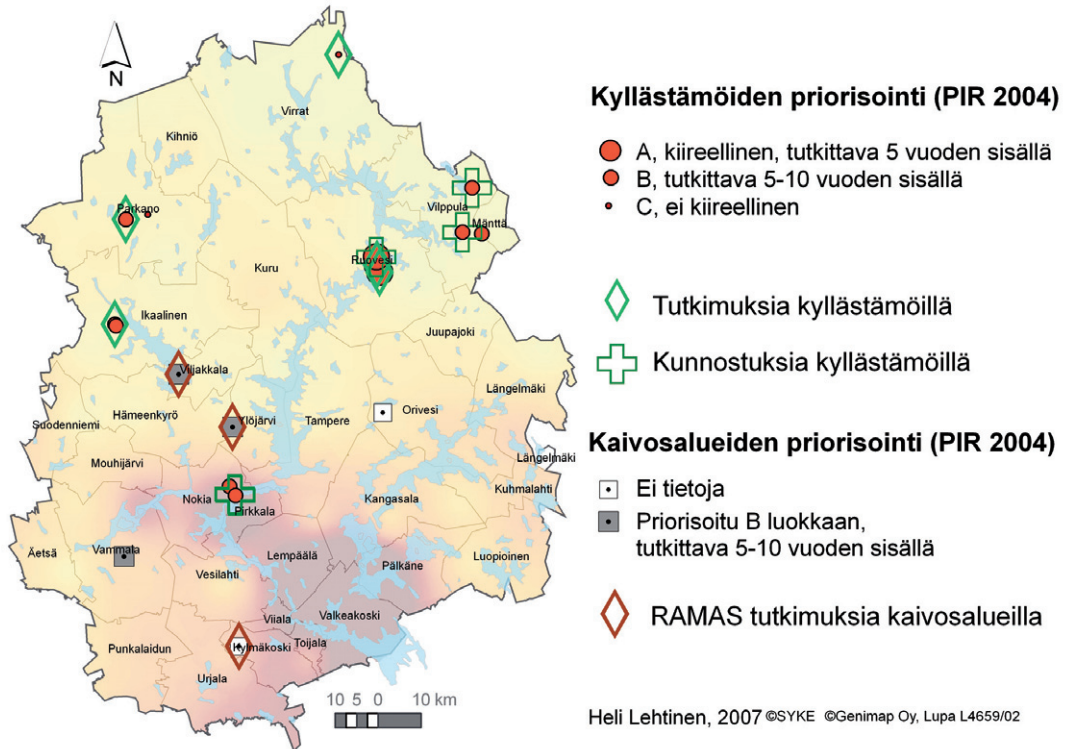 N
Virrat
Kihniö
Parkano
Vilppula
Mänttä
Ruovesi
Kuru
Ikaalinen
Juupajoki
Viljakkala
Längelmäki
Hämeenkyrö
Ylöjärvi
Tampere
Orivesi
Suodenniemi
Mouhijärvi
Längelmäki
Nokia
Pirkkala
Kangasala
Kuhmalahti
Äetsä
Vammala
Lempäälä
Luopioinen
Vesilahti
Pälkäne
Viiala
Valkeakoski
Punkalaidun
Kylmäkoski
Toijala
Urjala
10 5 0 10 km
Kyllästämöiden priorisointi (PIR 2004)
A, kiireellinen, tutkittava 5 vuoden sisällä
B, tutkittava 5-10 vuoden sisällä
C, ei kiireellinen
Tutkimuksia kyllästämöillä
Kunnostuksia kyllästämöillä
Kaivosalueiden priorisointi (PIR 2004)
Ei tietoja
Priorisoitu B luokkaan,
tutkittava 5-10 vuoden sisällä
RAMAS tutkimuksia kaivosalueilla
Heli Lehtinen, 2007 ©SYKE ©Genimap Oy, Lupa L4659/02